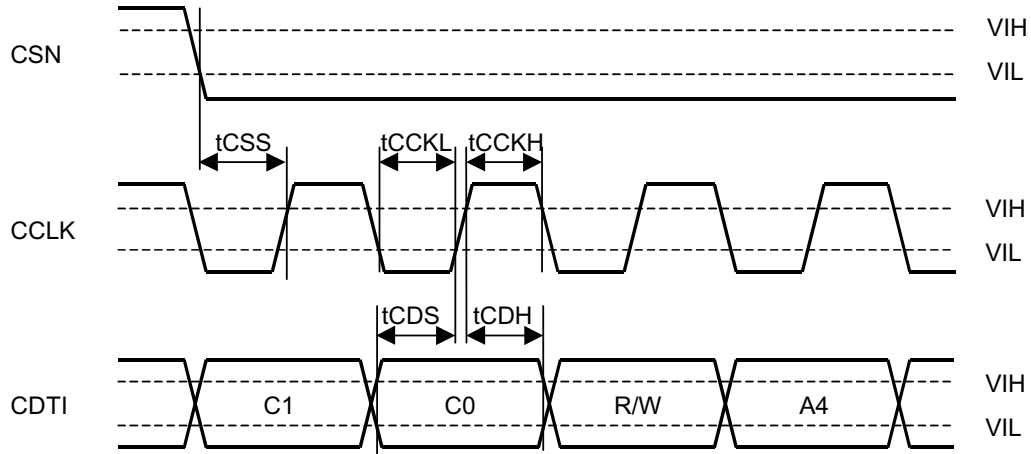 CSN
VIH
VIL
tCSS
tCCKL
tCCKH
CCLK
VIH
VIL
tCDS
tCDH
CDTI
C1
C0
R/W
A4
VIH
VIL